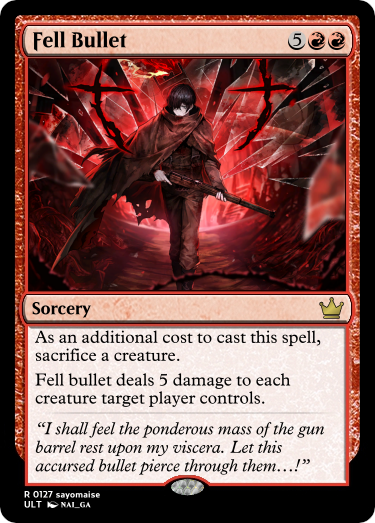 Fell Bullet 5
Sorcery
As an additional cost to cast this spell,
sacrifice a creature.
Fell bullet deals 5 damage to each
creature target player controls.
“I shall feel the ponderous mass of the gun
barrel rest upon my viscera. Let this
accursed bullet pierce through them…!”
R 0127 sayomaise
ULT NAI_GA